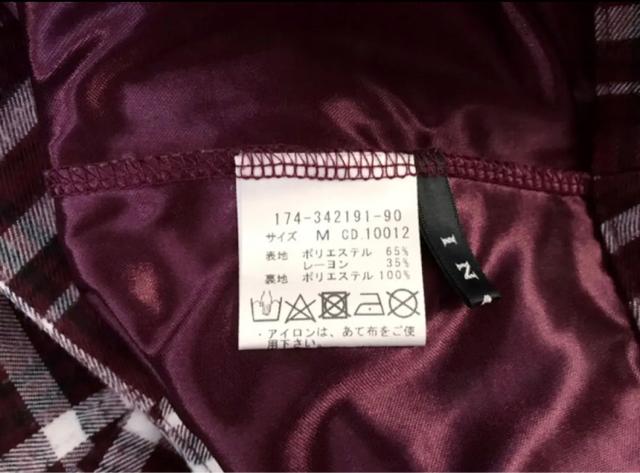 174-342191-90
サイズ M CD 10012
表地 ポリエステル 65%
レーヨン 35%
裏地 ポリエステル 100%
・アイロンは、あて布をご使
用下さい。
I N